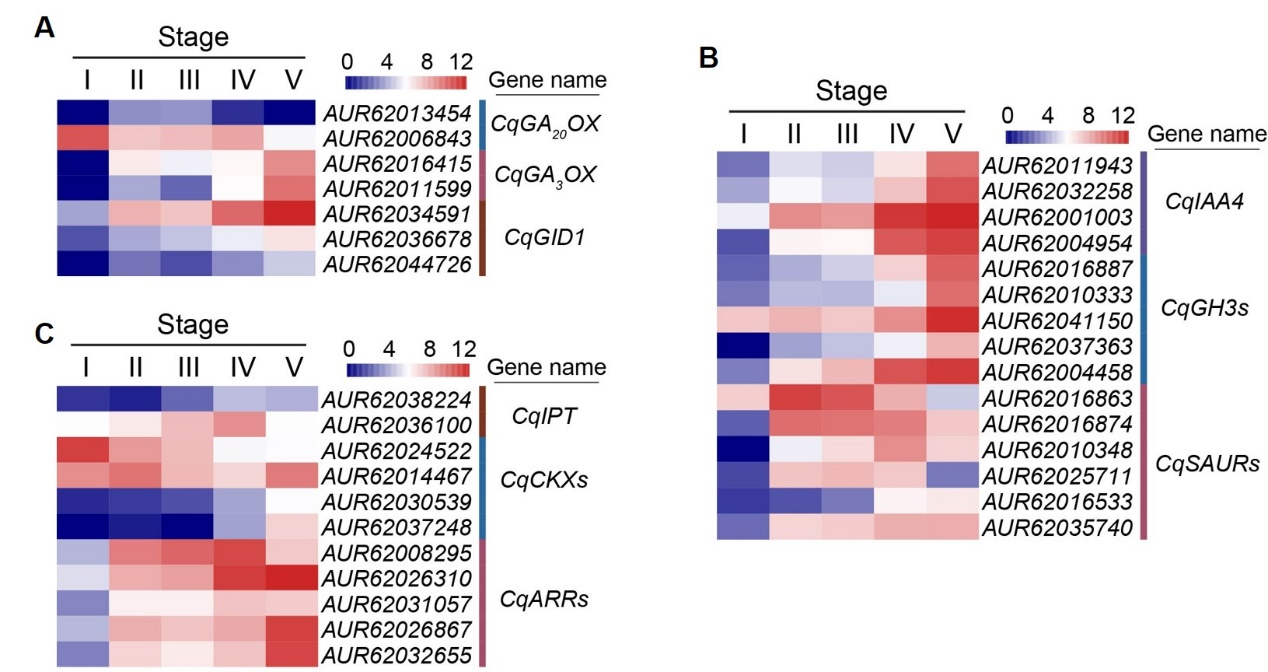 A
Stage
I II III IV V
0 4 8 12
Gene name
AUR62013454
AUR62006843
CqGA20OX
AUR62016415
AUR62011599
CqGA3OX
AUR62034591
AUR62036678
AUR62044726
CqGID1
B
Stage
I II III IV V
0 4 8 12
Gene name
AUR62011943
AUR62032258
AUR62001003
AUR62004954
CqIAA4
AUR62016887
AUR62010333
AUR62041150
AUR62037363
AUR62004458
CqGH3s
AUR62016863
AUR62016874
AUR62010348
AUR62025711
AUR62016533
AUR62035740
CqSAURs
C
Stage
I II III IV V
0 4 8 12
Gene name
AUR62038224
AUR62036100
CqIPT
AUR62024522
AUR62014467
AUR62030539
AUR62037248
CqCKXs
AUR62008295
AUR62026310
AUR62031057
AUR62026867
AUR62032655
CqARRs